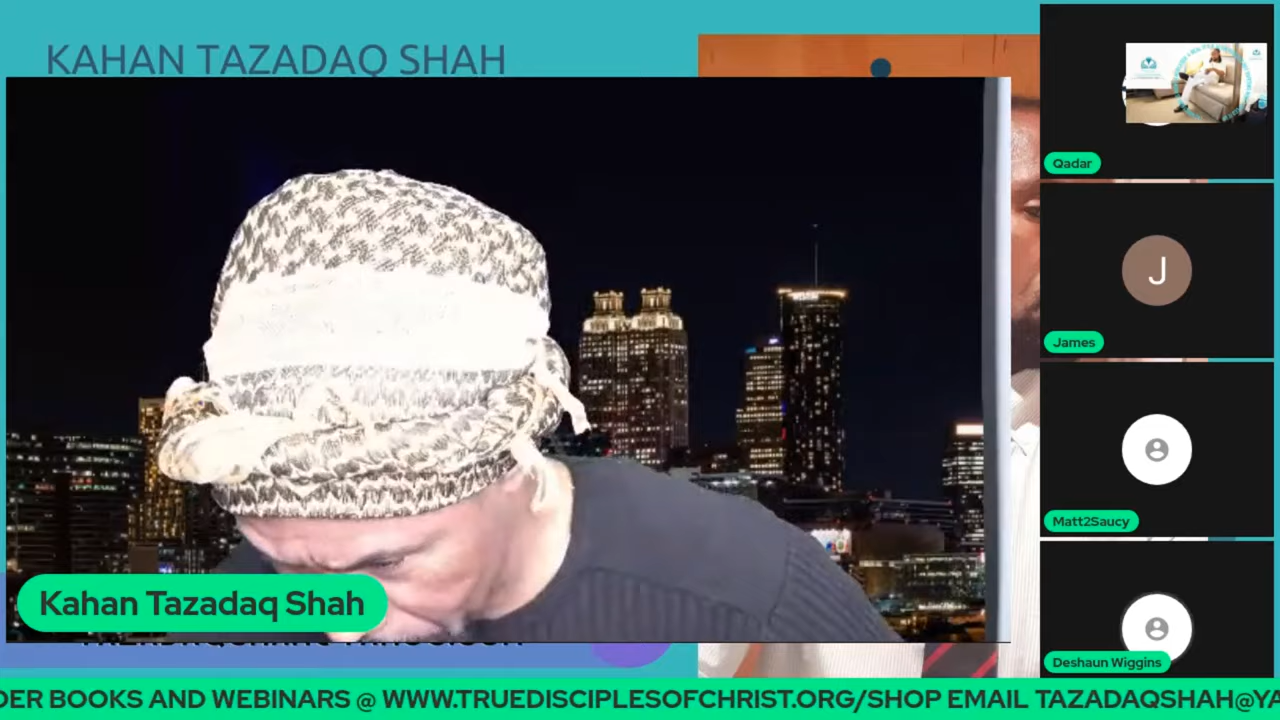 KAHAN TAZADAQ SHAH
Qadar
J
James
Matt2Saucy
Kahan Tazadaq Shah
Deshaun Wiggins
BOOKS AND WEBINARS @ WWW.TRUEDISCIPLESOFCHRIST.ORG/SHOP EMAIL TAZADAQSHAH@YA